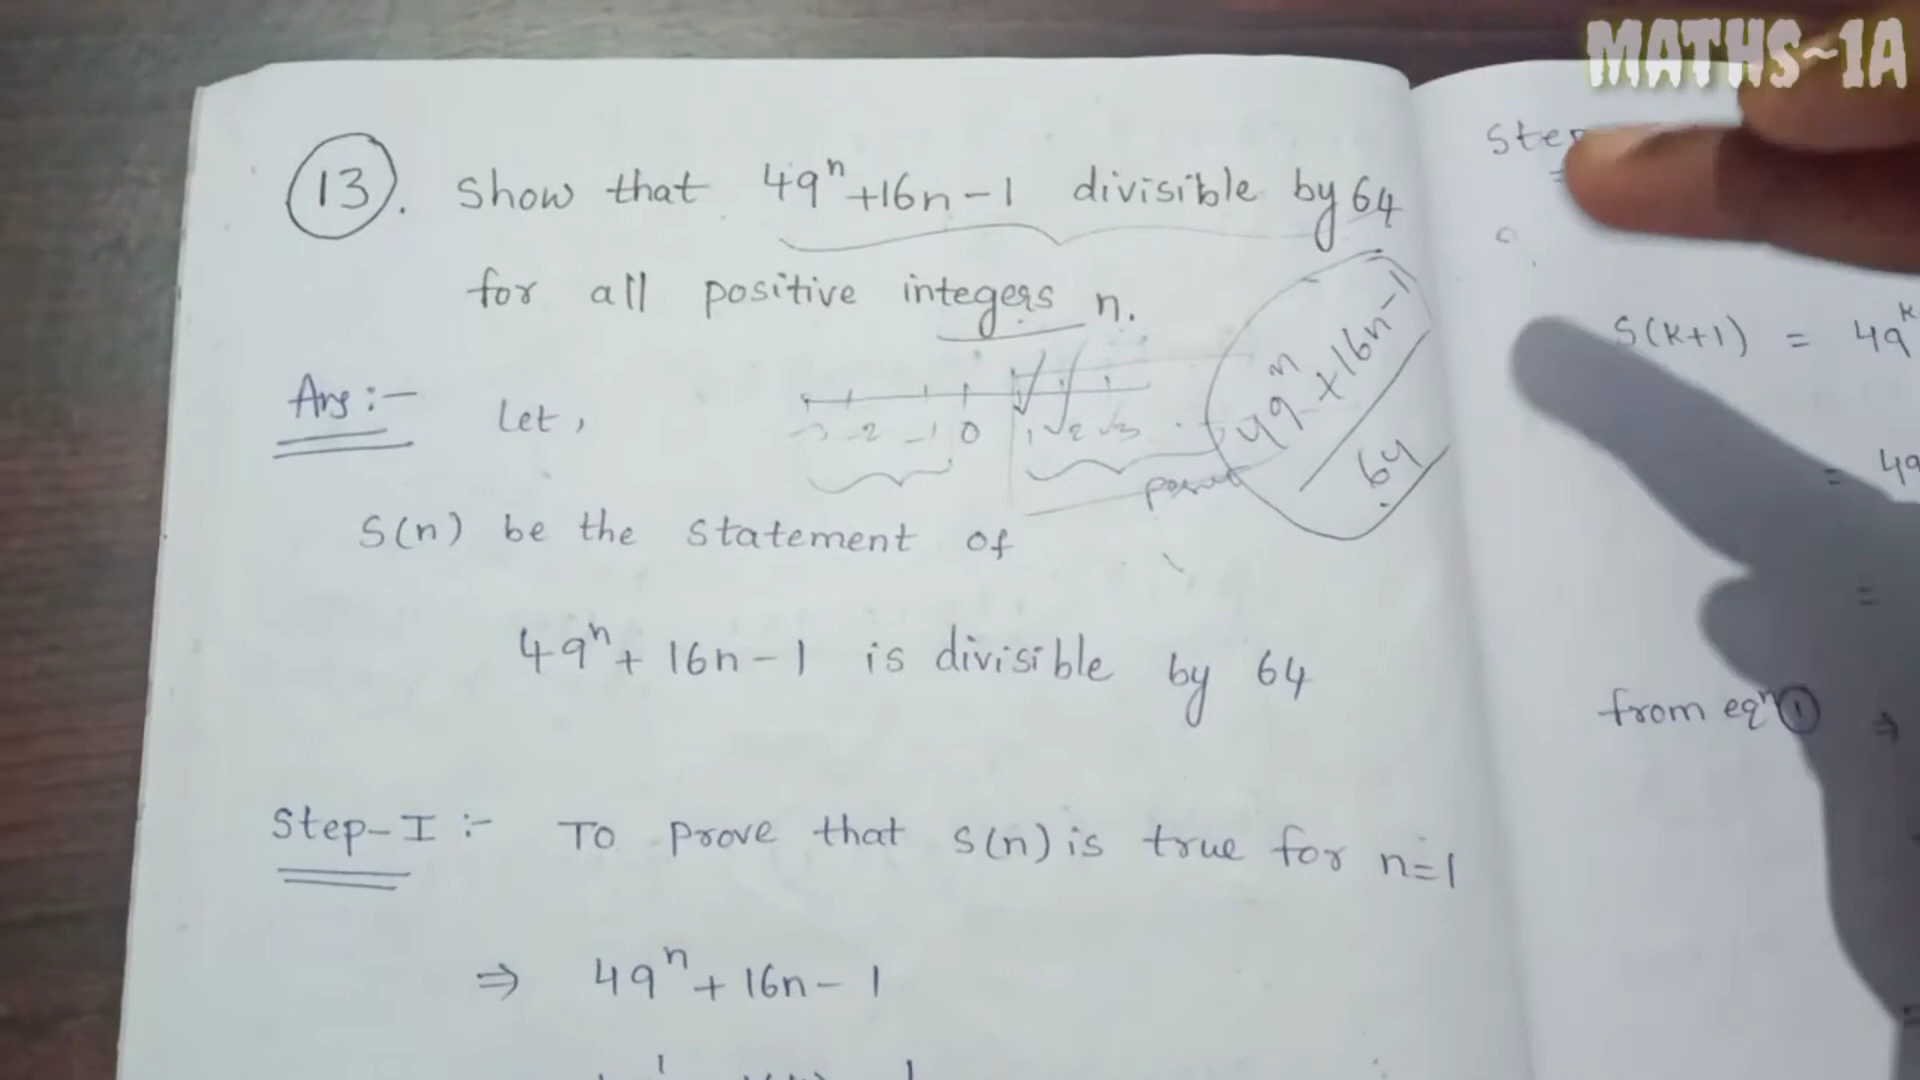 MATHS~1A
13. Show that 49ⁿ+16n-1 divisible by 64
for all positive integers n.
Ans:-
Let,
-2 -1 0 1 2 3
49ⁿ+16n-1
64
S(n) be the statement of
49ⁿ+ 16n-1 is divisible by 64
Step-I :- To prove that S(n) is true for n=1
⇒ 49ⁿ + 16n - 1
S(k+1) = 49ᵏ
= 49
=
from eqⁿ ① ⇒